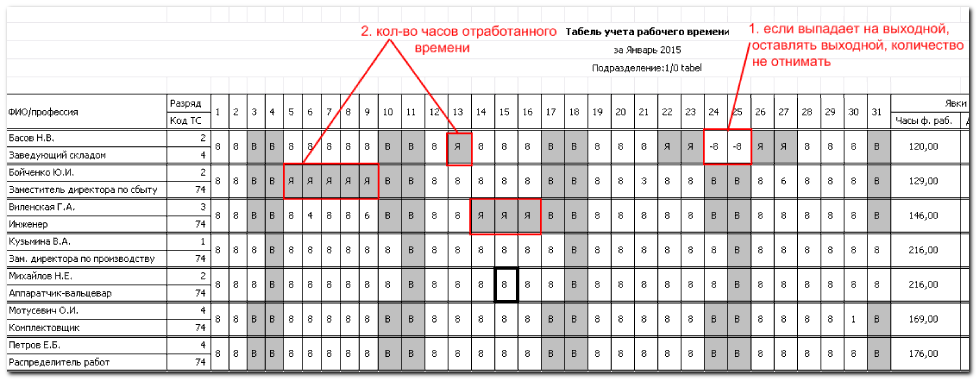 2. кол-во часов отработанного
времени
Табель учета рабочего времени
за Январь 2015
Подразделение:1/0 tabel
1. если выпадает на выходной,
оставлять выходной, количество
не отнимать
ФИО/профессия Разряд 1 2 3 4 5 6 7 8 9 10 11 12 13 14 15 16 17 18 19 20 21 22 23 24 25 26 27 28 29 30 31 Явки
Код ТС Часы ф. раб.
Басов Н.В. 2
8 8 В В 8 8 8 8 8 В В 8 Я 8 8 8 В В 8 8 8 Я Я -8 -8 Я Я 8 8 8 В 120,00
Заведующий складом 4
Бойченко Ю.И. 2
8 8 В В Я Я Я Я Я В В 8 8 8 8 8 В В 8 8 3 8 8 В В 8 6 8 8 8 В 129,00
Заместитель директора по сбыту 74
Виленская Г.А. 3
8 8 В В 8 4 8 8 6 В В 8 8 Я Я Я В В 8 8 8 8 8 В В 8 8 8 8 8 В 146,00
Инженер 74
Кузьмина В.А. 1
8 8 8 В 8 8 8 8 8 8 В 8 8 8 8 8 8 В 8 8 8 8 8 8 В 8 8 8 8 8 8 216,00
Зам. директора по производству 74
Михайлов Н.Е. 2
8 8 8 В 8 8 8 8 8 8 В 8 8 8 8 8 8 В 8 8 8 8 8 8 В 8 8 8 8 8 8 216,00
Аппаратчик-вальцевар 74
Мотусевич О.И. 4
8 8 В В 8 8 8 8 8 В В 8 8 8 8 8 В В 8 8 8 8 8 В В 8 8 8 8 1 В 169,00
Комплектовщик 74
Петров Е.Б. 4
8 8 В В 8 8 8 8 8 В В 8 8 8 8 8 В В 8 8 8 8 8 В В 8 8 8 8 8 В 176,00
Распределитель работ 74